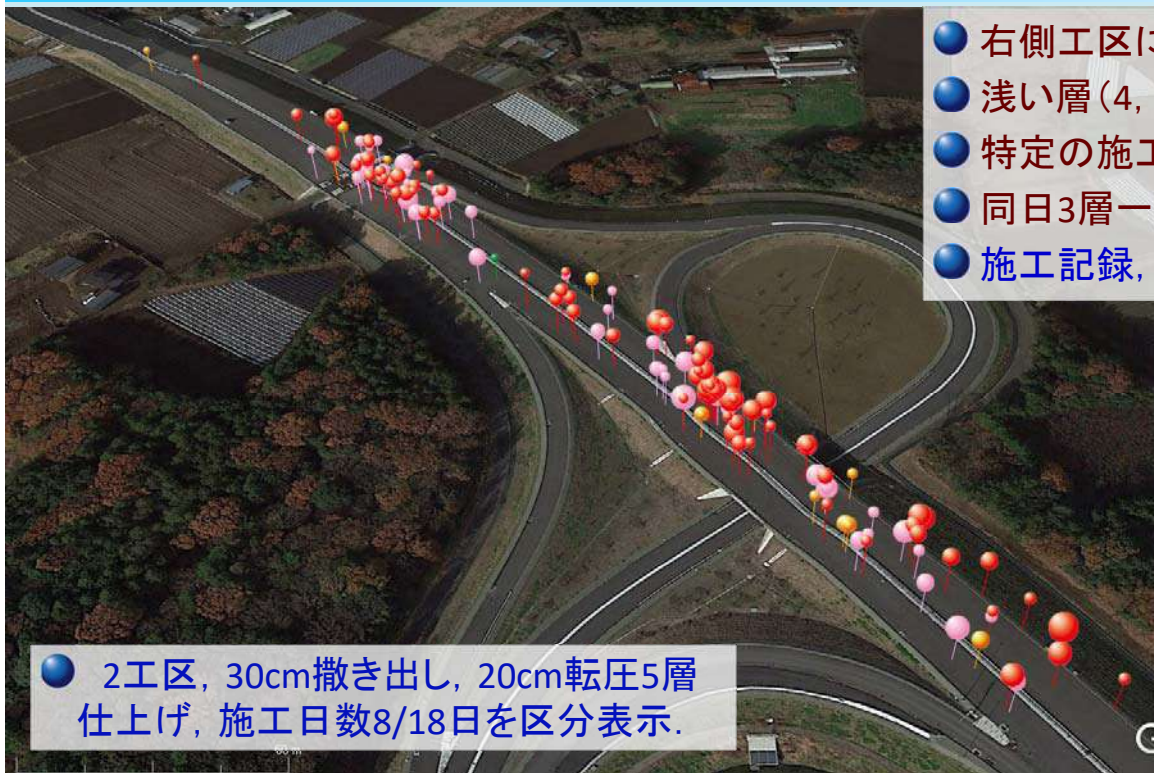 右側工区に
浅い層(4,
特定の施工
同日3層一
施工記録,
2工区, 30cm撒き出し, 20cm転圧5層
仕上げ, 施工日数8/18日を区分表示.
60 m